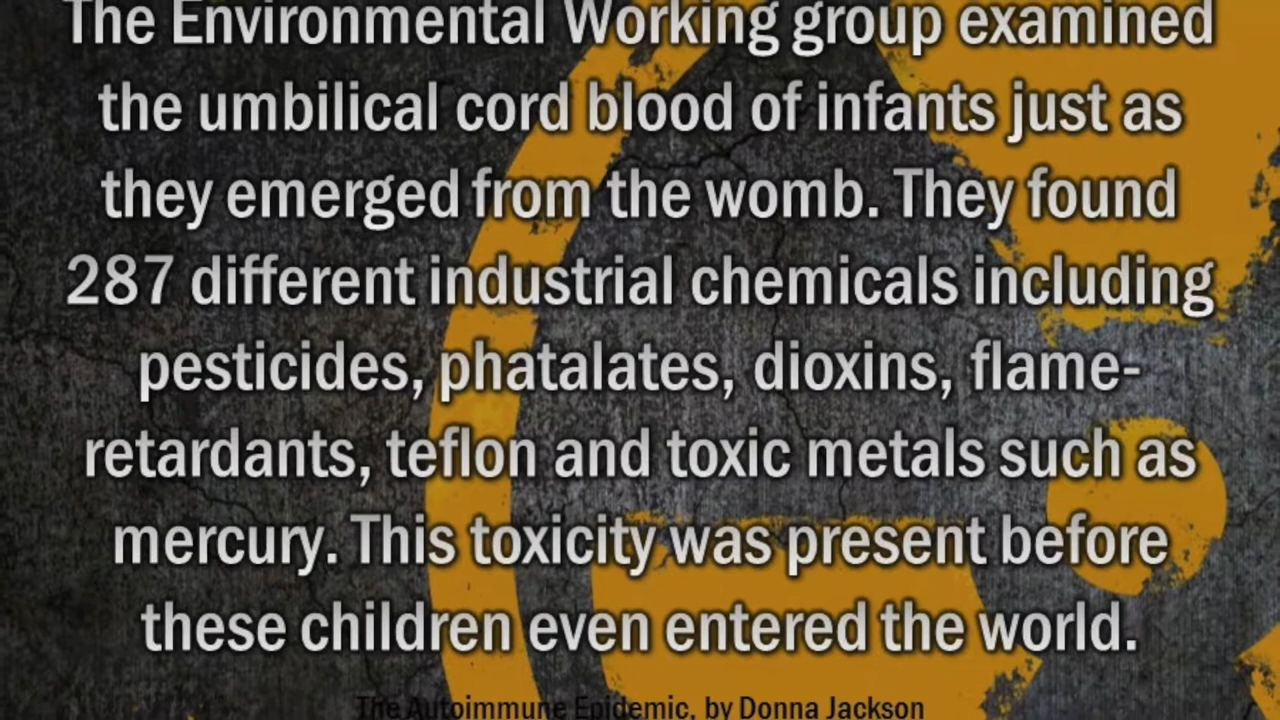 The Environmental Working group examined
the umbilical cord blood of infants just as
they emerged from the womb. They found
287 different industrial chemicals including
pesticides, phatalates, dioxins, flame-
retardants, teflon and toxic metals such as
mercury. This toxicity was present before
these children even entered the world.
The Autoimmune Epidemic, by Donna Jackson